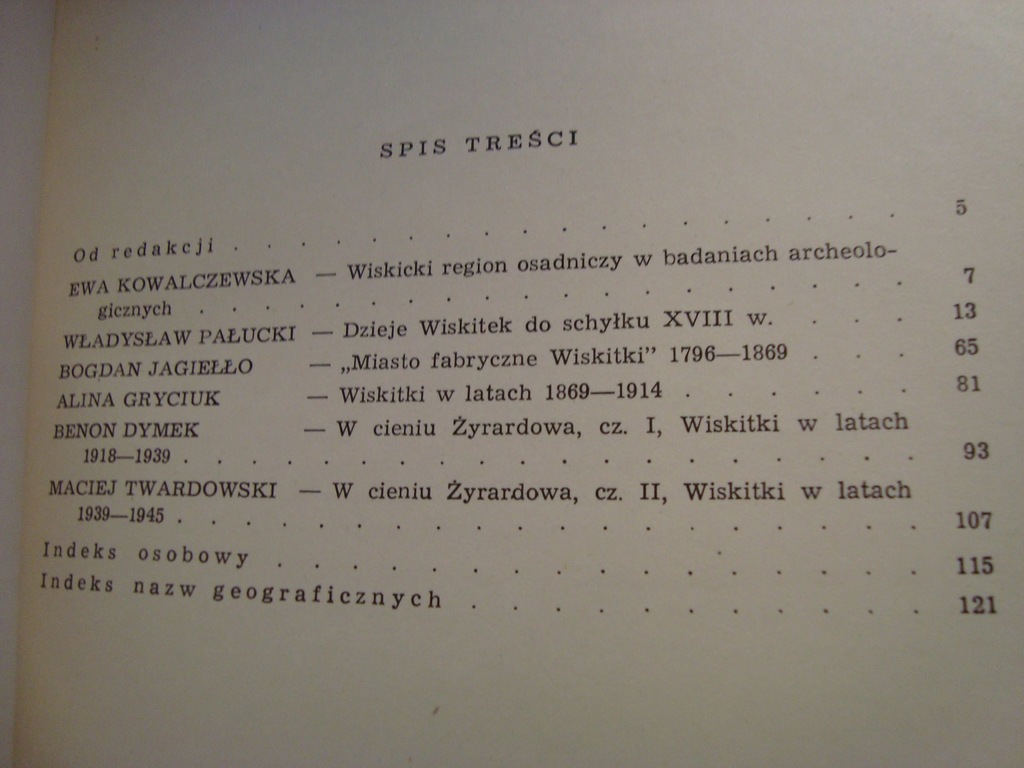 SPIS TREŚCI
Od redakcji . . . . . . . . . . . . . . . . 5
EWA KOWALCZEWSKA — Wiskicki region osadniczy w badaniach archeolo-
gicznych . . . . . . . . . . . . . . . . . 7
WŁADYSŁAW PAŁUCKI — Dzieje Wiskitek do schyłku XVIII w. . . . 13
BOGDAN JAGIEŁŁO — „Miasto fabryczne Wiskitki” 1796—1869 . . . 65
ALINA GRYCIUK — Wiskitki w latach 1869—1914 . . . . . . 81
BENON DYMEK — W cieniu Żyrardowa, cz. I, Wiskitki w latach
1918—1939 . . . . . . . . . . . . . . . . . 93
MACIEJ TWARDOWSKI — W cieniu Żyrardowa, cz. II, Wiskitki w latach
1939—1945 . . . . . . . . . . . . . . . . . 107
Indeks osobowy . . . . . . . . . . . . . . 115
Indeks nazw geograficznych . . . . . . . . . 121